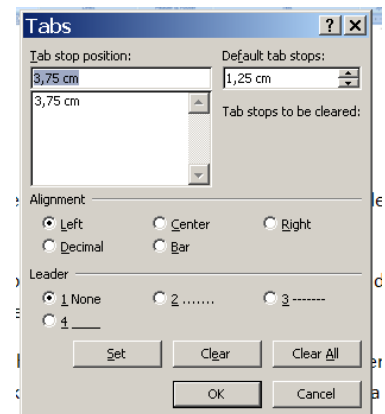 Tabs ? X
Tab stop position: Default tab stops:
3,75 cm 1,25 cm
3,75 cm
Tab stops to be cleared:
Alignment
Left Center Right
Decimal Bar
Leader
1 None 2 ....... 3 -------
4 ____
Set Clear Clear All
OK Cancel